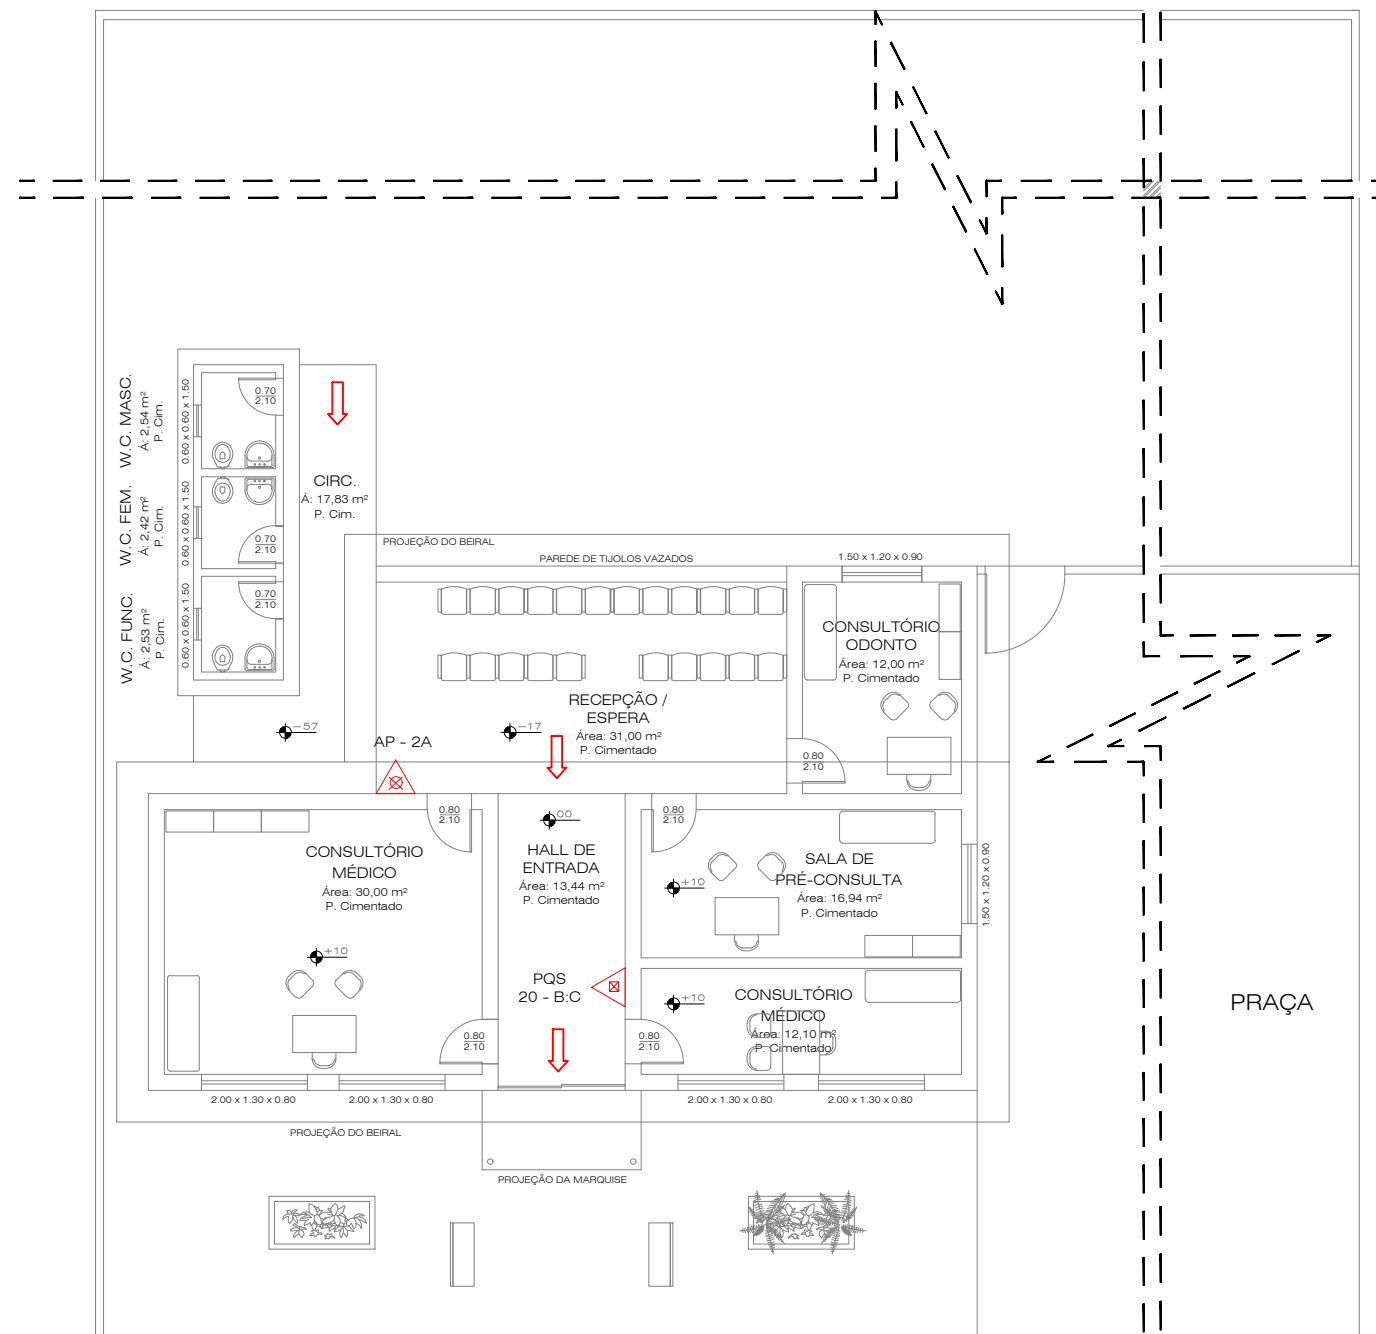 W.C. MASC.
Á: 2,54 m²
P. Cim.
0.60 x 0.60 x 1.50
0.70
2.10
W.C. FEM.
Á: 2,42 m²
P. Cim.
0.60 x 0.60 x 1.50
0.70
2.10
W.C. FUNC.
Á: 2,53 m²
P. Cim.
0.60 x 0.60 x 1.50
0.70
2.10
CIRC.
Á: 17,83 m²
P. Cim.
PROJEÇÃO DO BEIRAL
PAREDE DE TIJOLOS VAZADOS
1.50 x 1.20 x 0.90
CONSULTÓRIO
ODONTO
Área: 12,00 m²
P. Cimentado
RECEPÇÃO /
ESPERA
Área: 31,00 m²
P. Cimentado
-57
-17
AP - 2A
0.80
2.10
0.80
2.10
0.80
2.10
00
CONSULTÓRIO
MÉDICO
Área: 30,00 m²
P. Cimentado
+10
HALL DE
ENTRADA
Área: 13,44 m²
P. Cimentado
SALA DE
PRÉ-CONSULTA
Área: 16,94 m²
P. Cimentado
+10
1.50 x 1.20 x 0.90
PQS
20 - B:C
+10
CONSULTÓRIO
MÉDICO
Área: 12,10 m²
P. Cimentado
0.80
2.10
0.80
2.10
PRAÇA
2.00 x 1.30 x 0.80
2.00 x 1.30 x 0.80
2.00 x 1.30 x 0.80
2.00 x 1.30 x 0.80
PROJEÇÃO DO BEIRAL
PROJEÇÃO DA MARQUISE